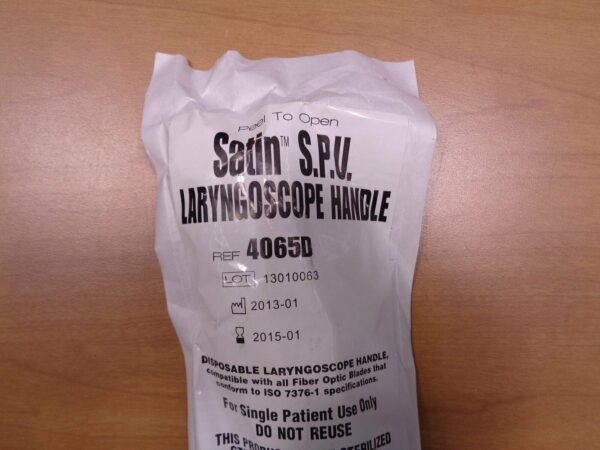 Peel To Open
Satin™ S.P.U.
LARYNGOSCOPE HANDLE
REF 4065D
LOT 13010063
2013-01
2015-01
DISPOSABLE LARYNGOSCOPE HANDLE,
compatible with all Fiber Optic Blades that
conform to ISO 7376-1 specifications.
For Single Patient Use Only
DO NOT REUSE
THIS